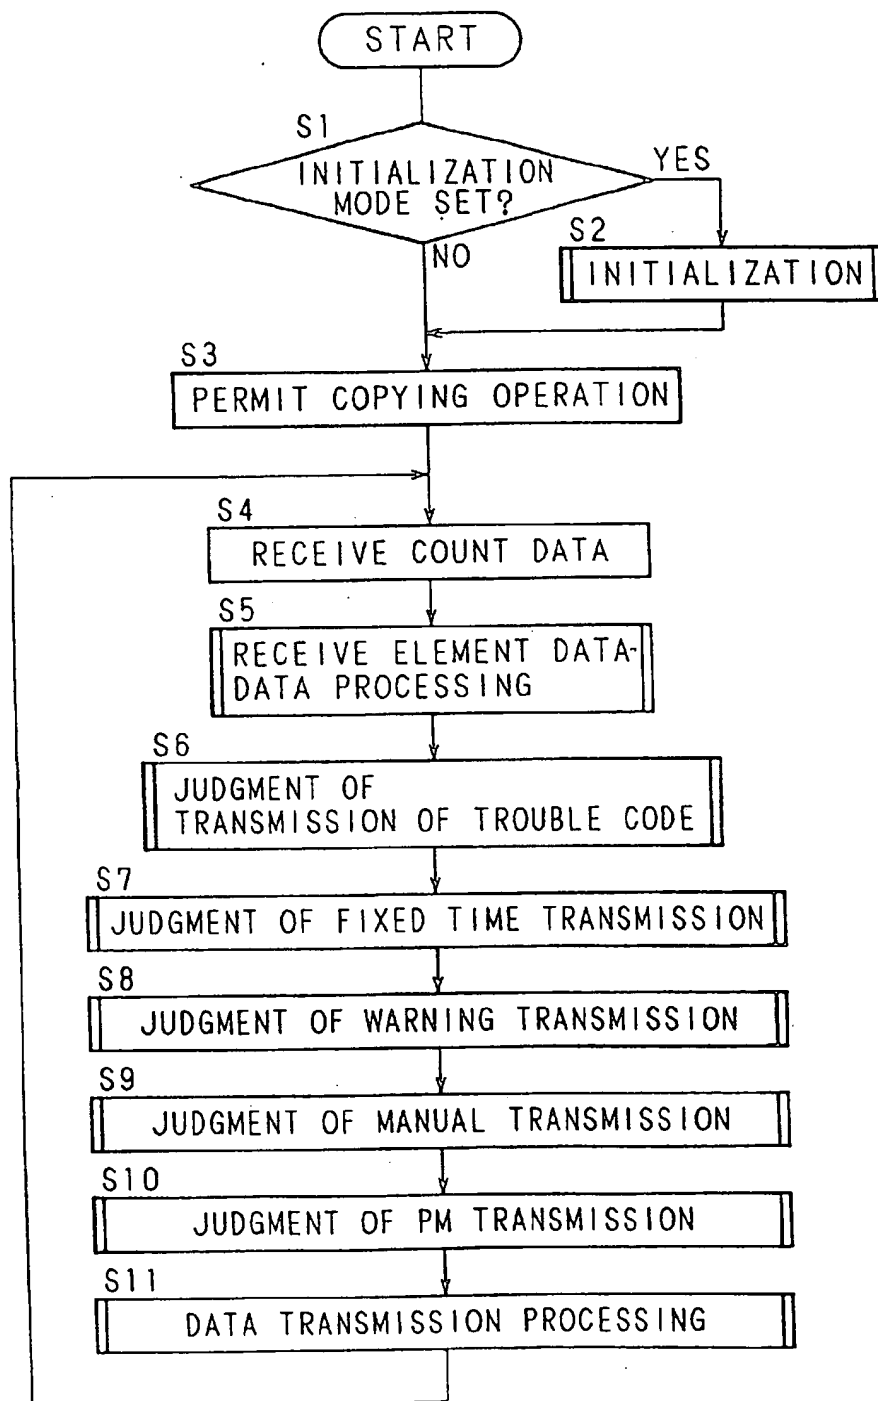 START
S1
INITIALIZATION
MODE SET?
YES
NO
S2
INITIALIZATION
S3
PERMIT COPYING OPERATION
S4
RECEIVE COUNT DATA
S5
RECEIVE ELEMENT DATA-
DATA PROCESSING
S6
JUDGMENT OF
TRANSMISSION OF TROUBLE CODE
S7
JUDGMENT OF FIXED TIME TRANSMISSION
S8
JUDGMENT OF WARNING TRANSMISSION
S9
JUDGMENT OF MANUAL TRANSMISSION
S10
JUDGMENT OF PM TRANSMISSION
S11
DATA TRANSMISSION PROCESSING